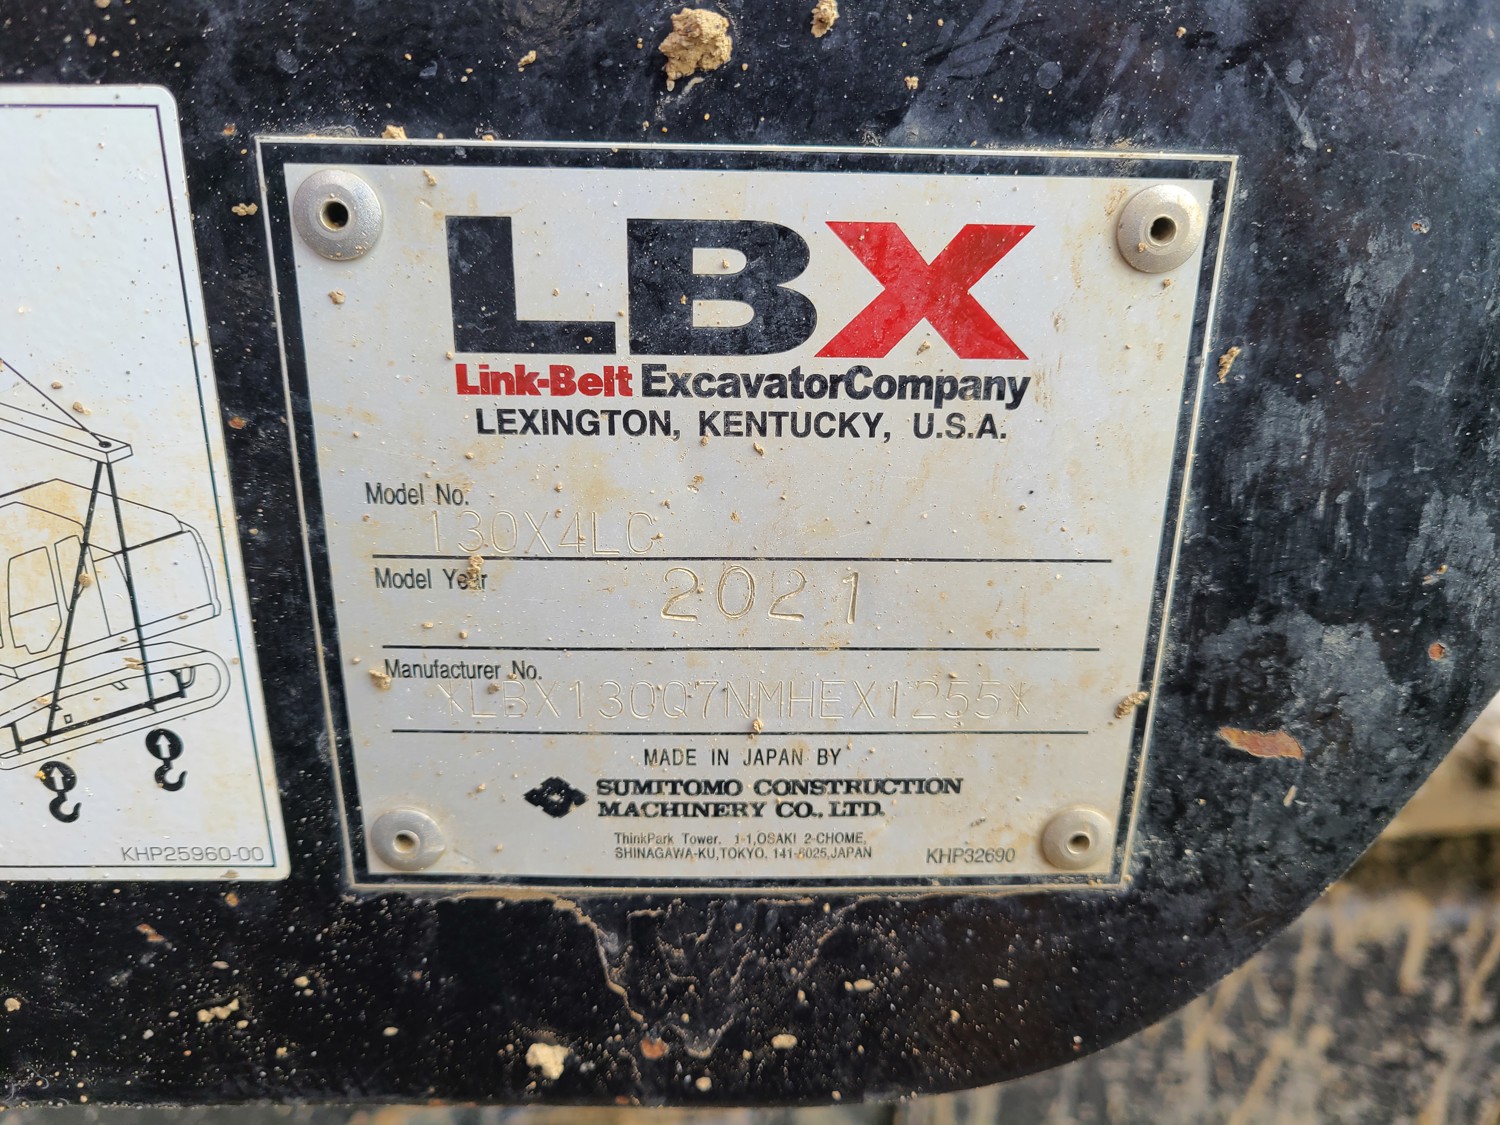 LBX
Link-Belt ExcavatorCompany
LEXINGTON, KENTUCKY, U.S.A.
Model No.
130X4LC
Model Year 2021
Manufacturer No.
*LBX130Q7NMHEX1255*
MADE IN JAPAN BY
SUMITOMO CONSTRUCTION
MACHINERY CO., LTD.
ThinkPark Tower, 1-1,OSAKI 2-CHOME,
SHINAGAWA-KU,TOKYO, 141-6025,JAPAN
KHP32690
KHP25960-00